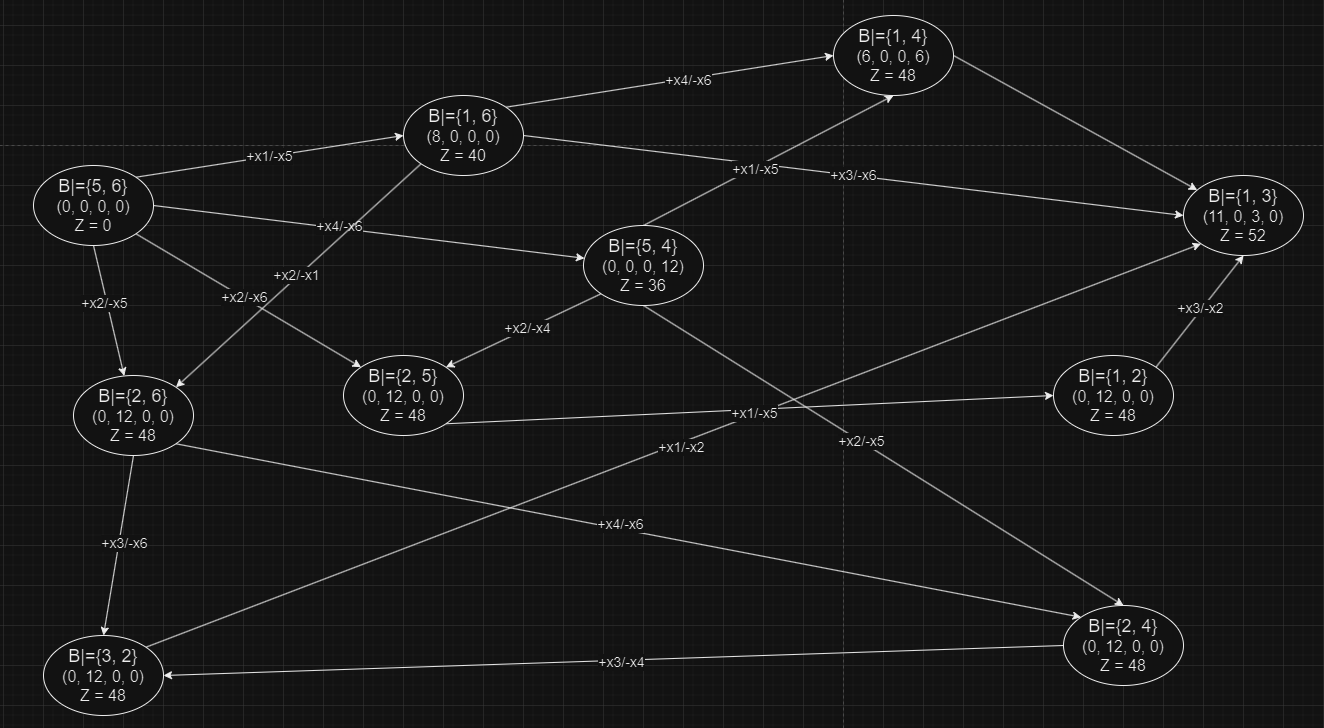 B|={1, 4}
(6, 0, 0, 6)
Z = 48
+x4/-x6
B|={1, 6}
(8, 0, 0, 0)
Z = 40
+x1/-x5
+x1/-x5
+x3/-x6
B|={5, 6}
(0, 0, 0, 0)
Z = 0
B|={1, 3}
(11, 0, 3, 0)
Z = 52
+x4/-x6
B|={5, 4}
(0, 0, 0, 12)
Z = 36
+x2/-x1
+x2/-x6
+x2/-x5
+x3/-x2
+x2/-x4
B|={2, 6}
(0, 12, 0, 0)
Z = 48
B|={2, 5}
(0, 12, 0, 0)
Z = 48
B|={1, 2}
(0, 12, 0, 0)
Z = 48
+x1/-x5
+x2/-x5
+x1/-x2
+x4/-x6
+x3/-x6
B|={3, 2}
(0, 12, 0, 0)
Z = 48
+x3/-x4
B|={2, 4}
(0, 12, 0, 0)
Z = 48